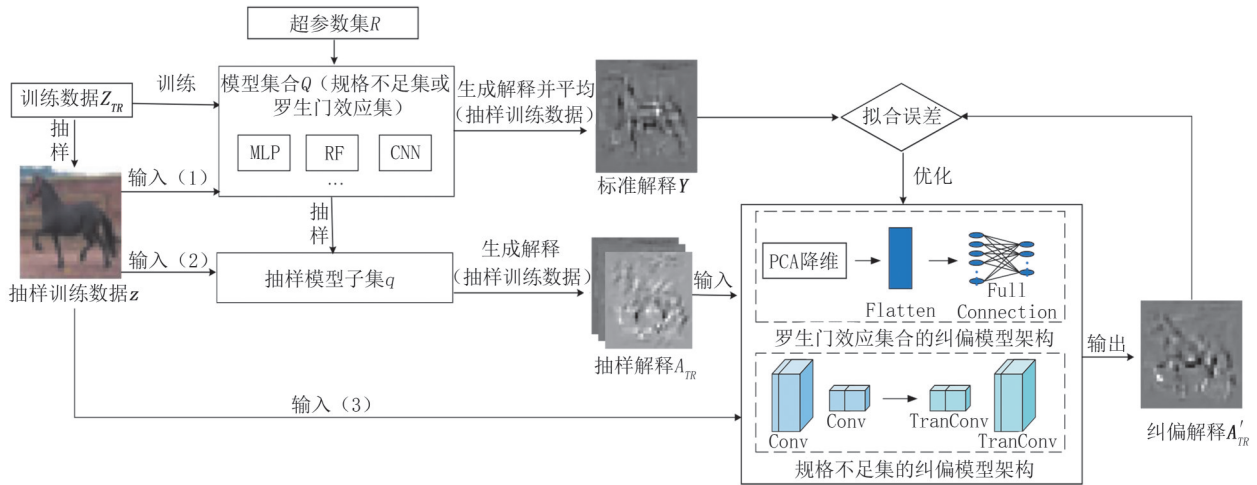 超参数集R
训练数据Z_TR
训练
模型集合Q（规格不足集或
罗生门效应集）
MLP
RF
CNN
…
生成解释并平均
（抽样训练数据）
标准解释Y
拟合误差
优化
抽
样
输入（1）
输入（2）
抽样训练数据z
抽
样
抽样模型子集q
生成解释
（抽样训练数据）
抽样解释A_TR
输入
PCA降维
Flatten
Full
Connection
罗生门效应集合的纠偏模型架构
Conv
Conv
TranConv
TranConv
规格不足集的纠偏模型架构
输入（3）
输出
纠偏解释A′_TR